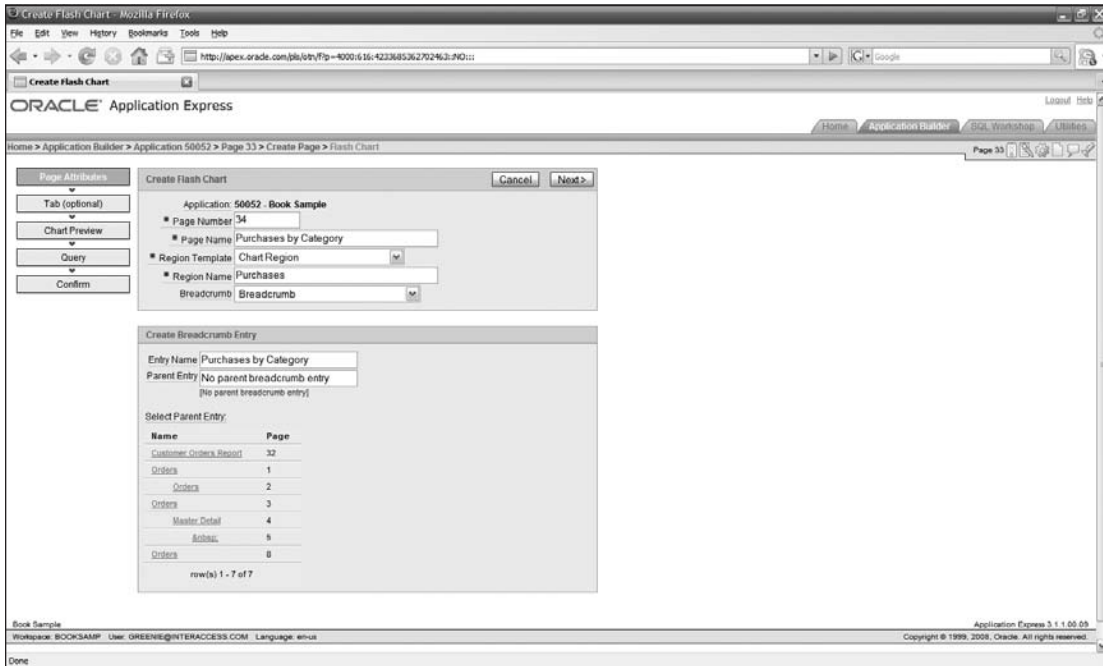 Create Flash Chart - Mozilla Firefox
File Edit View History Bookmarks Tools Help
http://apex.oracle.com/pls/otn/f?p=4000:616:4233685362702463::NO:::
Google
Create Flash Chart
ORACLE Application Express
Logout Help
Home Application Builder SQL Workshop Utilities
Home > Application Builder > Application 50052 > Page 33 > Create Page > Flash Chart
Page 33
Page Attributes
Tab (optional)
Chart Preview
Query
Confirm
Create Flash Chart
Cancel
Next >
Application: 50052 - Book Sample
* Page Number 34
* Page Name Purchases by Category
* Region Template Chart Region
* Region Name Purchases
Breadcrumb Breadcrumb
Create Breadcrumb Entry
Entry Name Purchases by Category
Parent Entry No parent breadcrumb entry
[No parent breadcrumb entry]
Select Parent Entry:
Name Page
Customer Orders Report 32
Orders 1
Orders 2
Orders 3
Master Detail 4
&nbsp; 5
Orders 8
row(s) 1 - 7 of 7
Book Sample
Application Express 3.1.1.00.09
Workspace: BOOKSAMP User: GREENIE@INTERACCESS.COM Language: en-us
Copyright © 1999, 2008, Oracle. All rights reserved.
Done